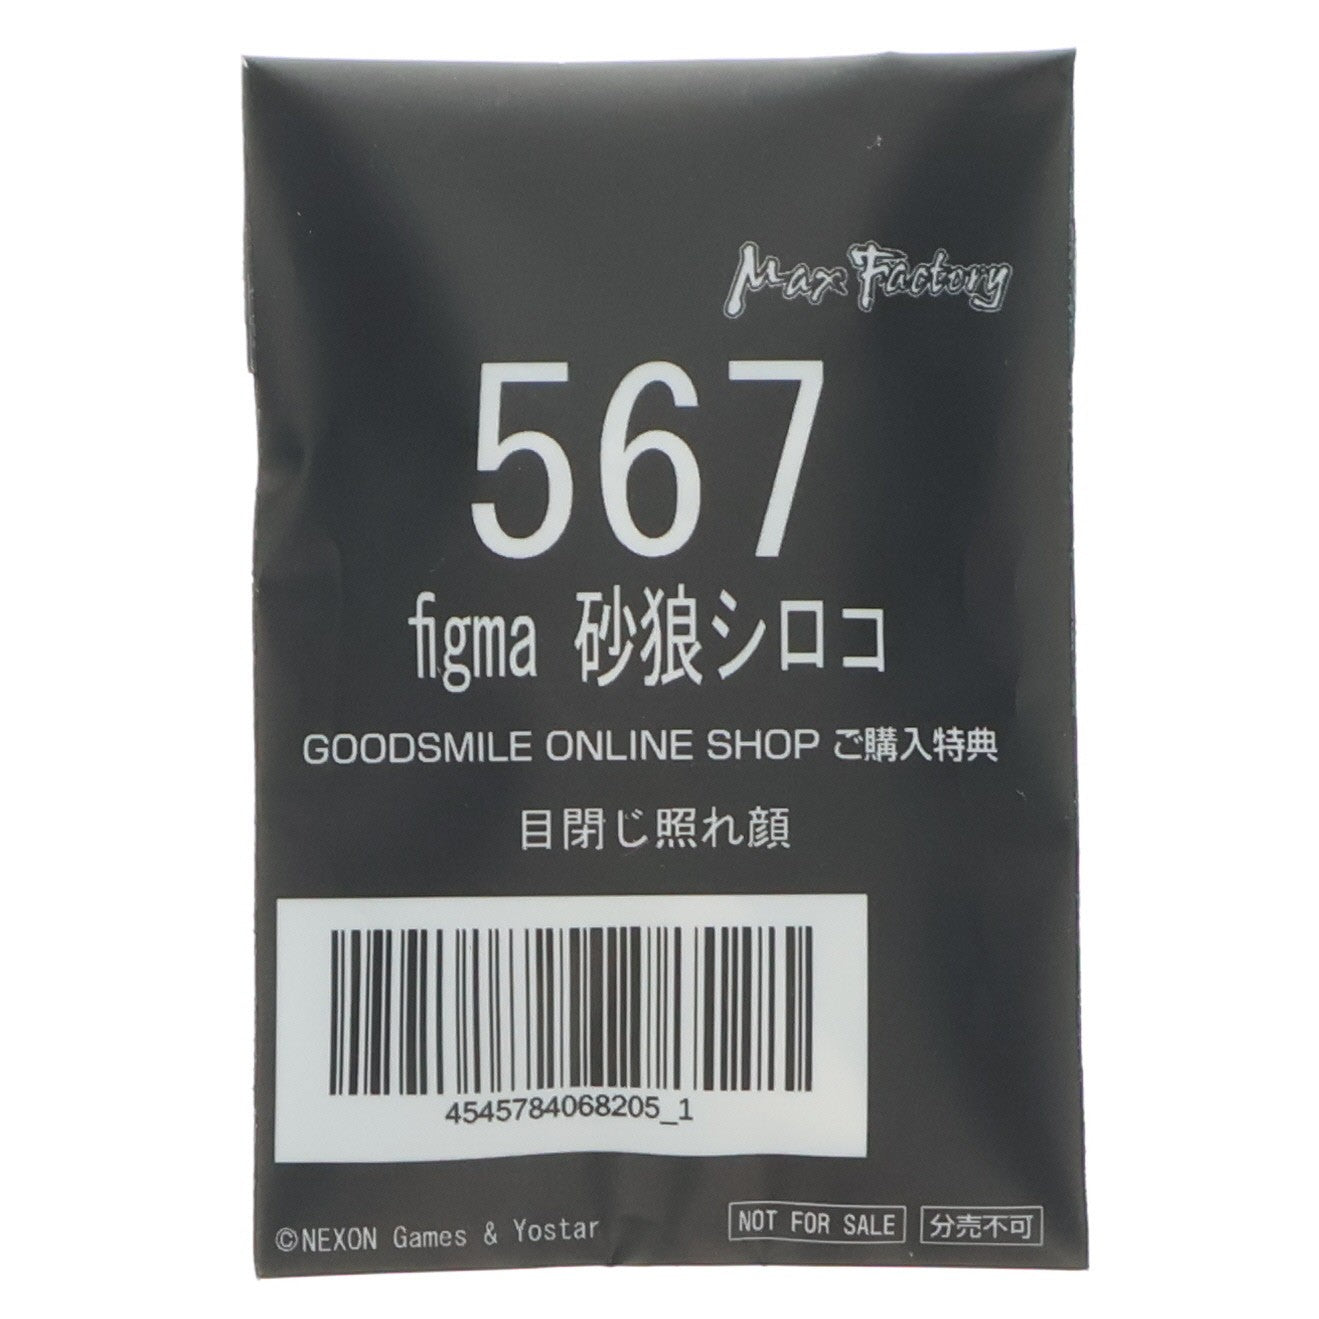 Max Factory
567
figma 砂狼シロコ
GOODSMILE ONLINE SHOP ご購入特典
目閉じ照れ顔
4545784068205_1
©NEXON Games & Yostar
NOT FOR SALE
分売不可